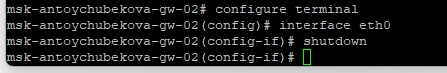 msk-antoychubekova-gw-02# configure terminal
msk-antoychubekova-gw-02(config)# interface eth0
msk-antoychubekova-gw-02(config-if)# shutdown
msk-antoychubekova-gw-02(config-if)#